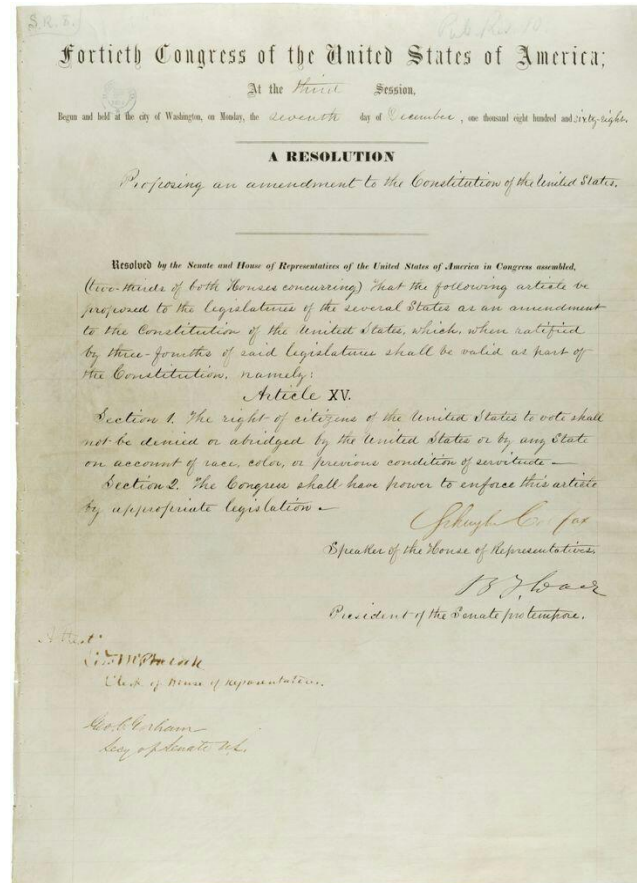 S.R. 8.
Pub Res 10
Fortieth Congress of the United States of America;
At the third Session,
Begun and held at the city of Washington, on Monday, the seventh day of December, one thousand eight hundred and sixty-eight.
A RESOLUTION
Proposing an amendment to the Constitution of the United States.
Resolved by the Senate and House of Representatives of the United States of America in Congress assembled,
(two-thirds of both Houses concurring) That the following article be
proposed to the legislatures of the several States as an amendment
to the Constitution of the United States, which, when ratified
by three-fourths of said legislatures shall be valid as part of
the Constitution, namely:
Article XV.
Section 1. The right of citizens of the United States to vote shall
not be denied or abridged by the United States or by any State
on account of race, color, or previous condition of servitude—
Section 2. The Congress shall have power to enforce this article
by appropriate legislation—
Schuyler Colfax
Speaker of the House of Representatives.
B F Wade
President of the Senate pro tempore.
Attest
Clerk of House of Representatives.
Geo. C. Gorham
Secy of Senate U.S.